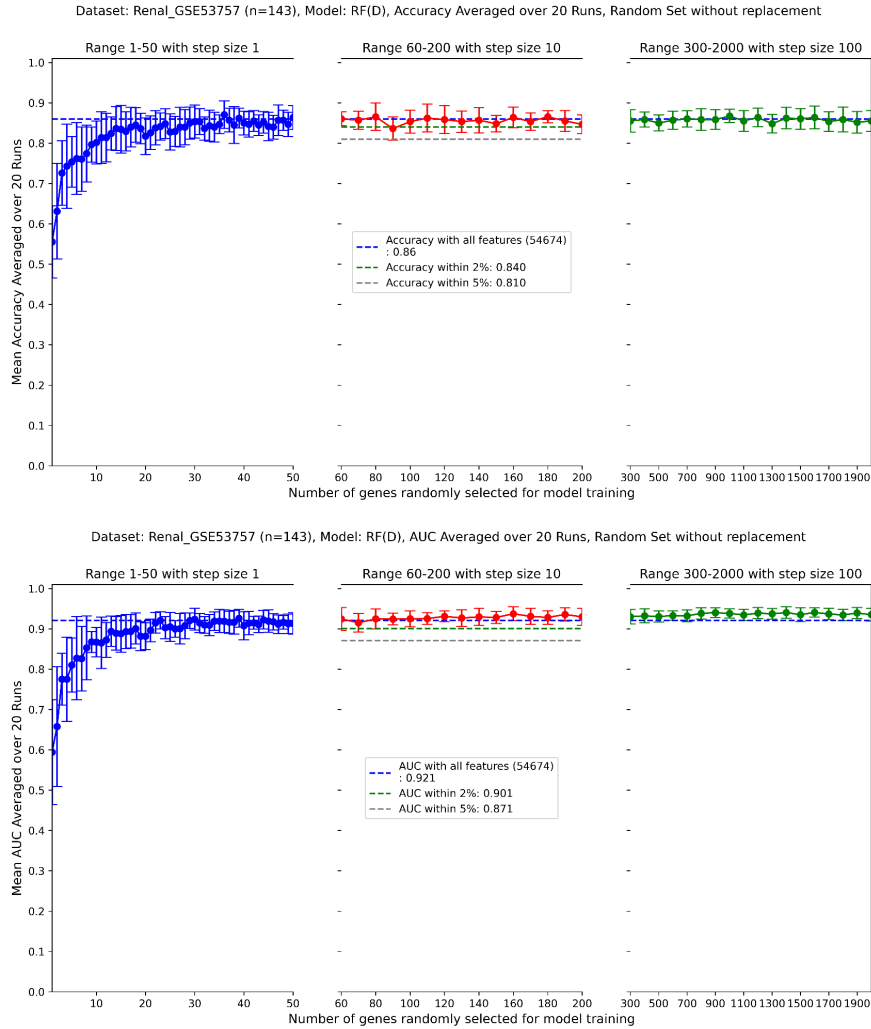 Dataset: Renal_GSE53757 (n=143), Model: RF(D), Accuracy Averaged over 20 Runs, Random Set without replacement
Range 1-50 with step size 1
Range 60-200 with step size 10
Range 300-2000 with step size 100
Mean Accuracy Averaged over 20 Runs
1.0
0.9
0.8
0.7
0.6
0.5
0.4
0.3
0.2
0.1
0.0
Accuracy with all features (54674)
: 0.86
Accuracy within 2%: 0.840
Accuracy within 5%: 0.810
10 20 30 40 50
60 80 100 120 140 160 180 200
300 500 700 900 1100 1300 1500 1700 1900
Number of genes randomly selected for model training
Dataset: Renal_GSE53757 (n=143), Model: RF(D), AUC Averaged over 20 Runs, Random Set without replacement
Range 1-50 with step size 1
Range 60-200 with step size 10
Range 300-2000 with step size 100
Mean AUC Averaged over 20 Runs
1.0
0.9
0.8
0.7
0.6
0.5
0.4
0.3
0.2
0.1
0.0
AUC with all features (54674)
: 0.921
AUC within 2%: 0.901
AUC within 5%: 0.871
10 20 30 40 50
60 80 100 120 140 160 180 200
300 500 700 900 1100 1300 1500 1700 1900
Number of genes randomly selected for model training